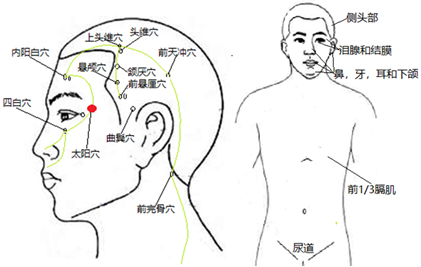 上头维穴
头维穴
前天冲穴
内阳白穴
悬颅穴
颔厌穴
前悬厘穴
四白穴
太阳穴
曲鬓穴
前完骨穴
侧头部
泪腺和结膜
鼻，牙，耳和下颌
前1/3膈肌
尿道